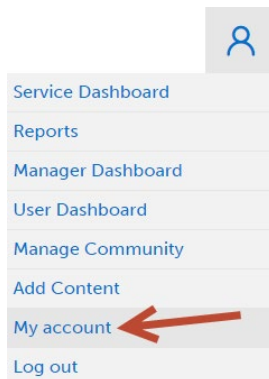 Service Dashboard
Reports
Manager Dashboard
User Dashboard
Manage Community
Add Content
My account
Log out